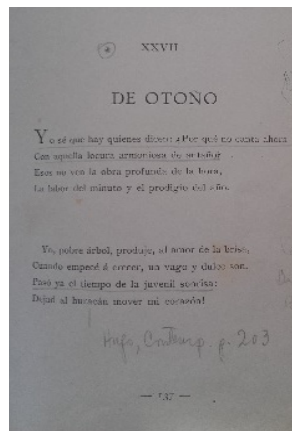 XXVII
DE OTOÑO
Yo sé que hay quienes dicen: ¿Por qué no canta ahora
Con aquella locura armoniosa de antaño?
Esos no ven la obra profunda de la hora,
La labor del minuto y el prodigio del año.
Yo, pobre árbol, produje, al amor de la brisa,
Cuando empecé á crecer, un vago y dulce son.
Pasó ya el tiempo de la juvenil sonrisa:
Dejad al huracán mover mi corazón!
Hugo, Contemp. p. 203
— 137 —